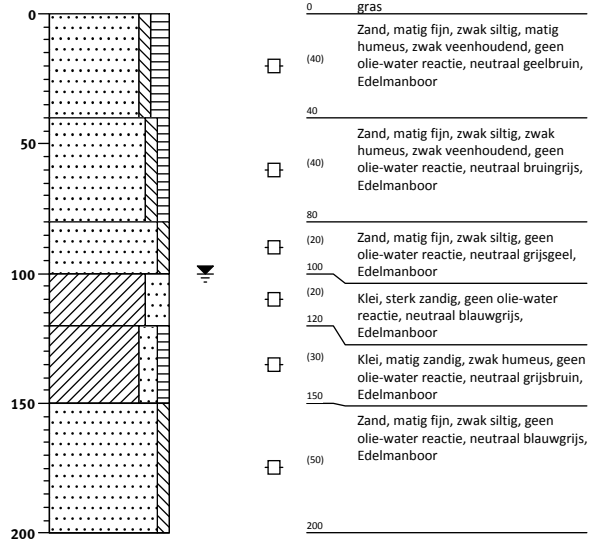 0
50
100
150
200
0
gras
(40)
Zand, matig fijn, zwak siltig, matig
humeus, zwak veenhoudend, geen
olie-water reactie, neutraal geelbruin,
Edelmanboor
40
(40)
Zand, matig fijn, zwak siltig, zwak
humeus, zwak veenhoudend, geen
olie-water reactie, neutraal bruingrijs,
Edelmanboor
80
(20)
Zand, matig fijn, zwak siltig, geen
olie-water reactie, neutraal grijsgeel,
Edelmanboor
100
(20)
Klei, sterk zandig, geen olie-water
reactie, neutraal blauwgrijs,
Edelmanboor
120
(30)
Klei, matig zandig, zwak humeus, geen
olie-water reactie, neutraal grijsbruin,
Edelmanboor
150
Zand, matig fijn, zwak siltig, geen
olie-water reactie, neutraal blauwgrijs,
Edelmanboor
(50)
200